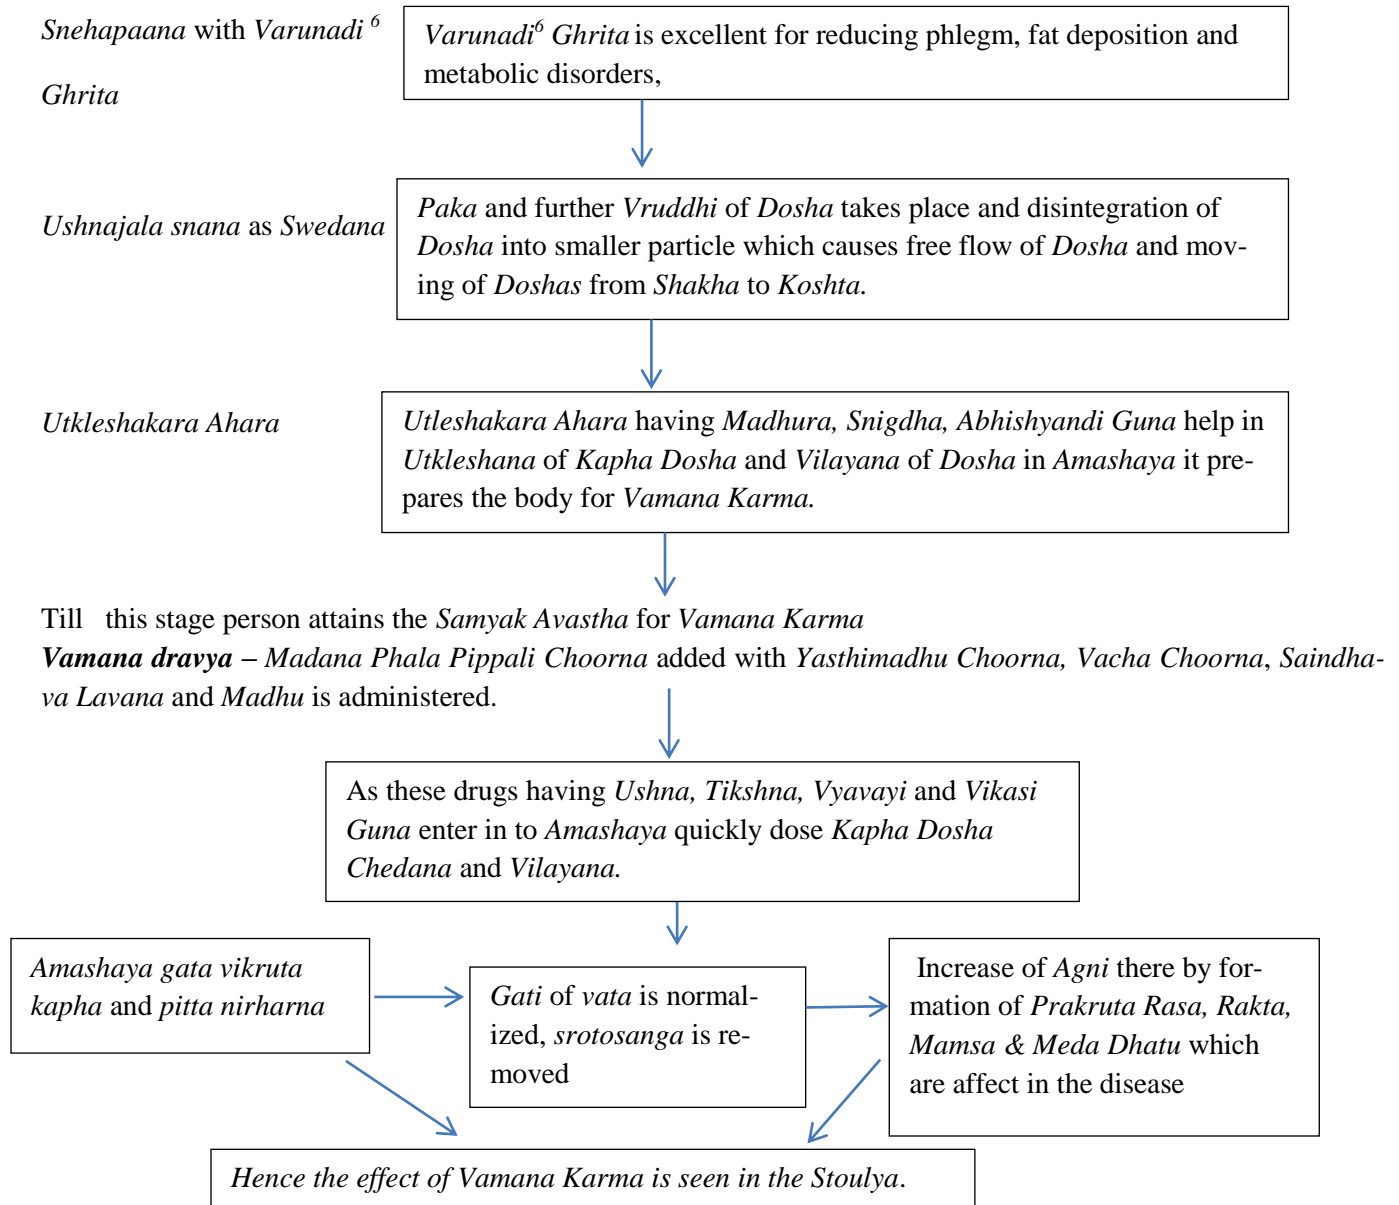 Snehapaana with Varunadi 6
Ghrita
Varunadi6 Ghrita is excellent for reducing phlegm, fat deposition and
metabolic disorders,
Ushnajala snana as Swedana
Paka and further Vruddhi of Dosha takes place and disintegration of
Dosha into smaller particle which causes free flow of Dosha and mov-
ing of Doshas from Shakha to Koshta.
Utkleshakara Ahara
Utleshakara Ahara having Madhura, Snigdha, Abhishyandi Guna help in
Utkleshana of Kapha Dosha and Vilayana of Dosha in Amashaya it pre-
pares the body for Vamana Karma.
Till this stage person attains the Samyak Avastha for Vamana Karma
Vamana dravya – Madana Phala Pippali Choorna added with Yasthimadhu Choorna, Vacha Choorna, Saindha-
va Lavana and Madhu is administered.
As these drugs having Ushna, Tikshna, Vyavayi and Vikasi
Guna enter in to Amashaya quickly dose Kapha Dosha
Chedana and Vilayana.
Amashaya gata vikruta
kapha and pitta nirharna
Gati of vata is normal-
ized, srotosanga is re-
moved
Increase of Agni there by for-
mation of Prakruta Rasa, Rakta,
Mamsa & Meda Dhatu which
are affect in the disease
Hence the effect of Vamana Karma is seen in the Stoulya.